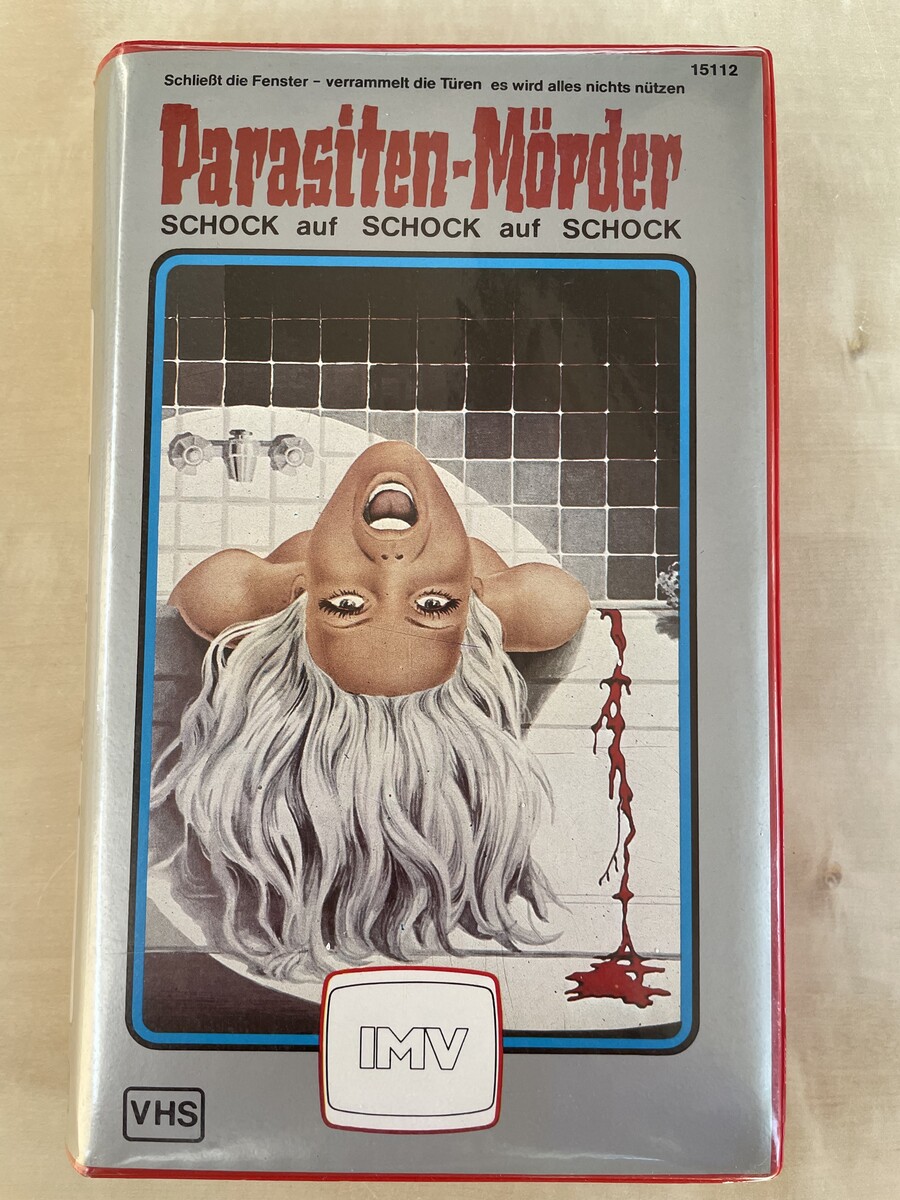 15112
Schließt die Fenster – verrammelt die Türen es wird alles nichts nützen
Parasiten-Mörder
SCHOCK auf SCHOCK auf SCHOCK
IMV
VHS